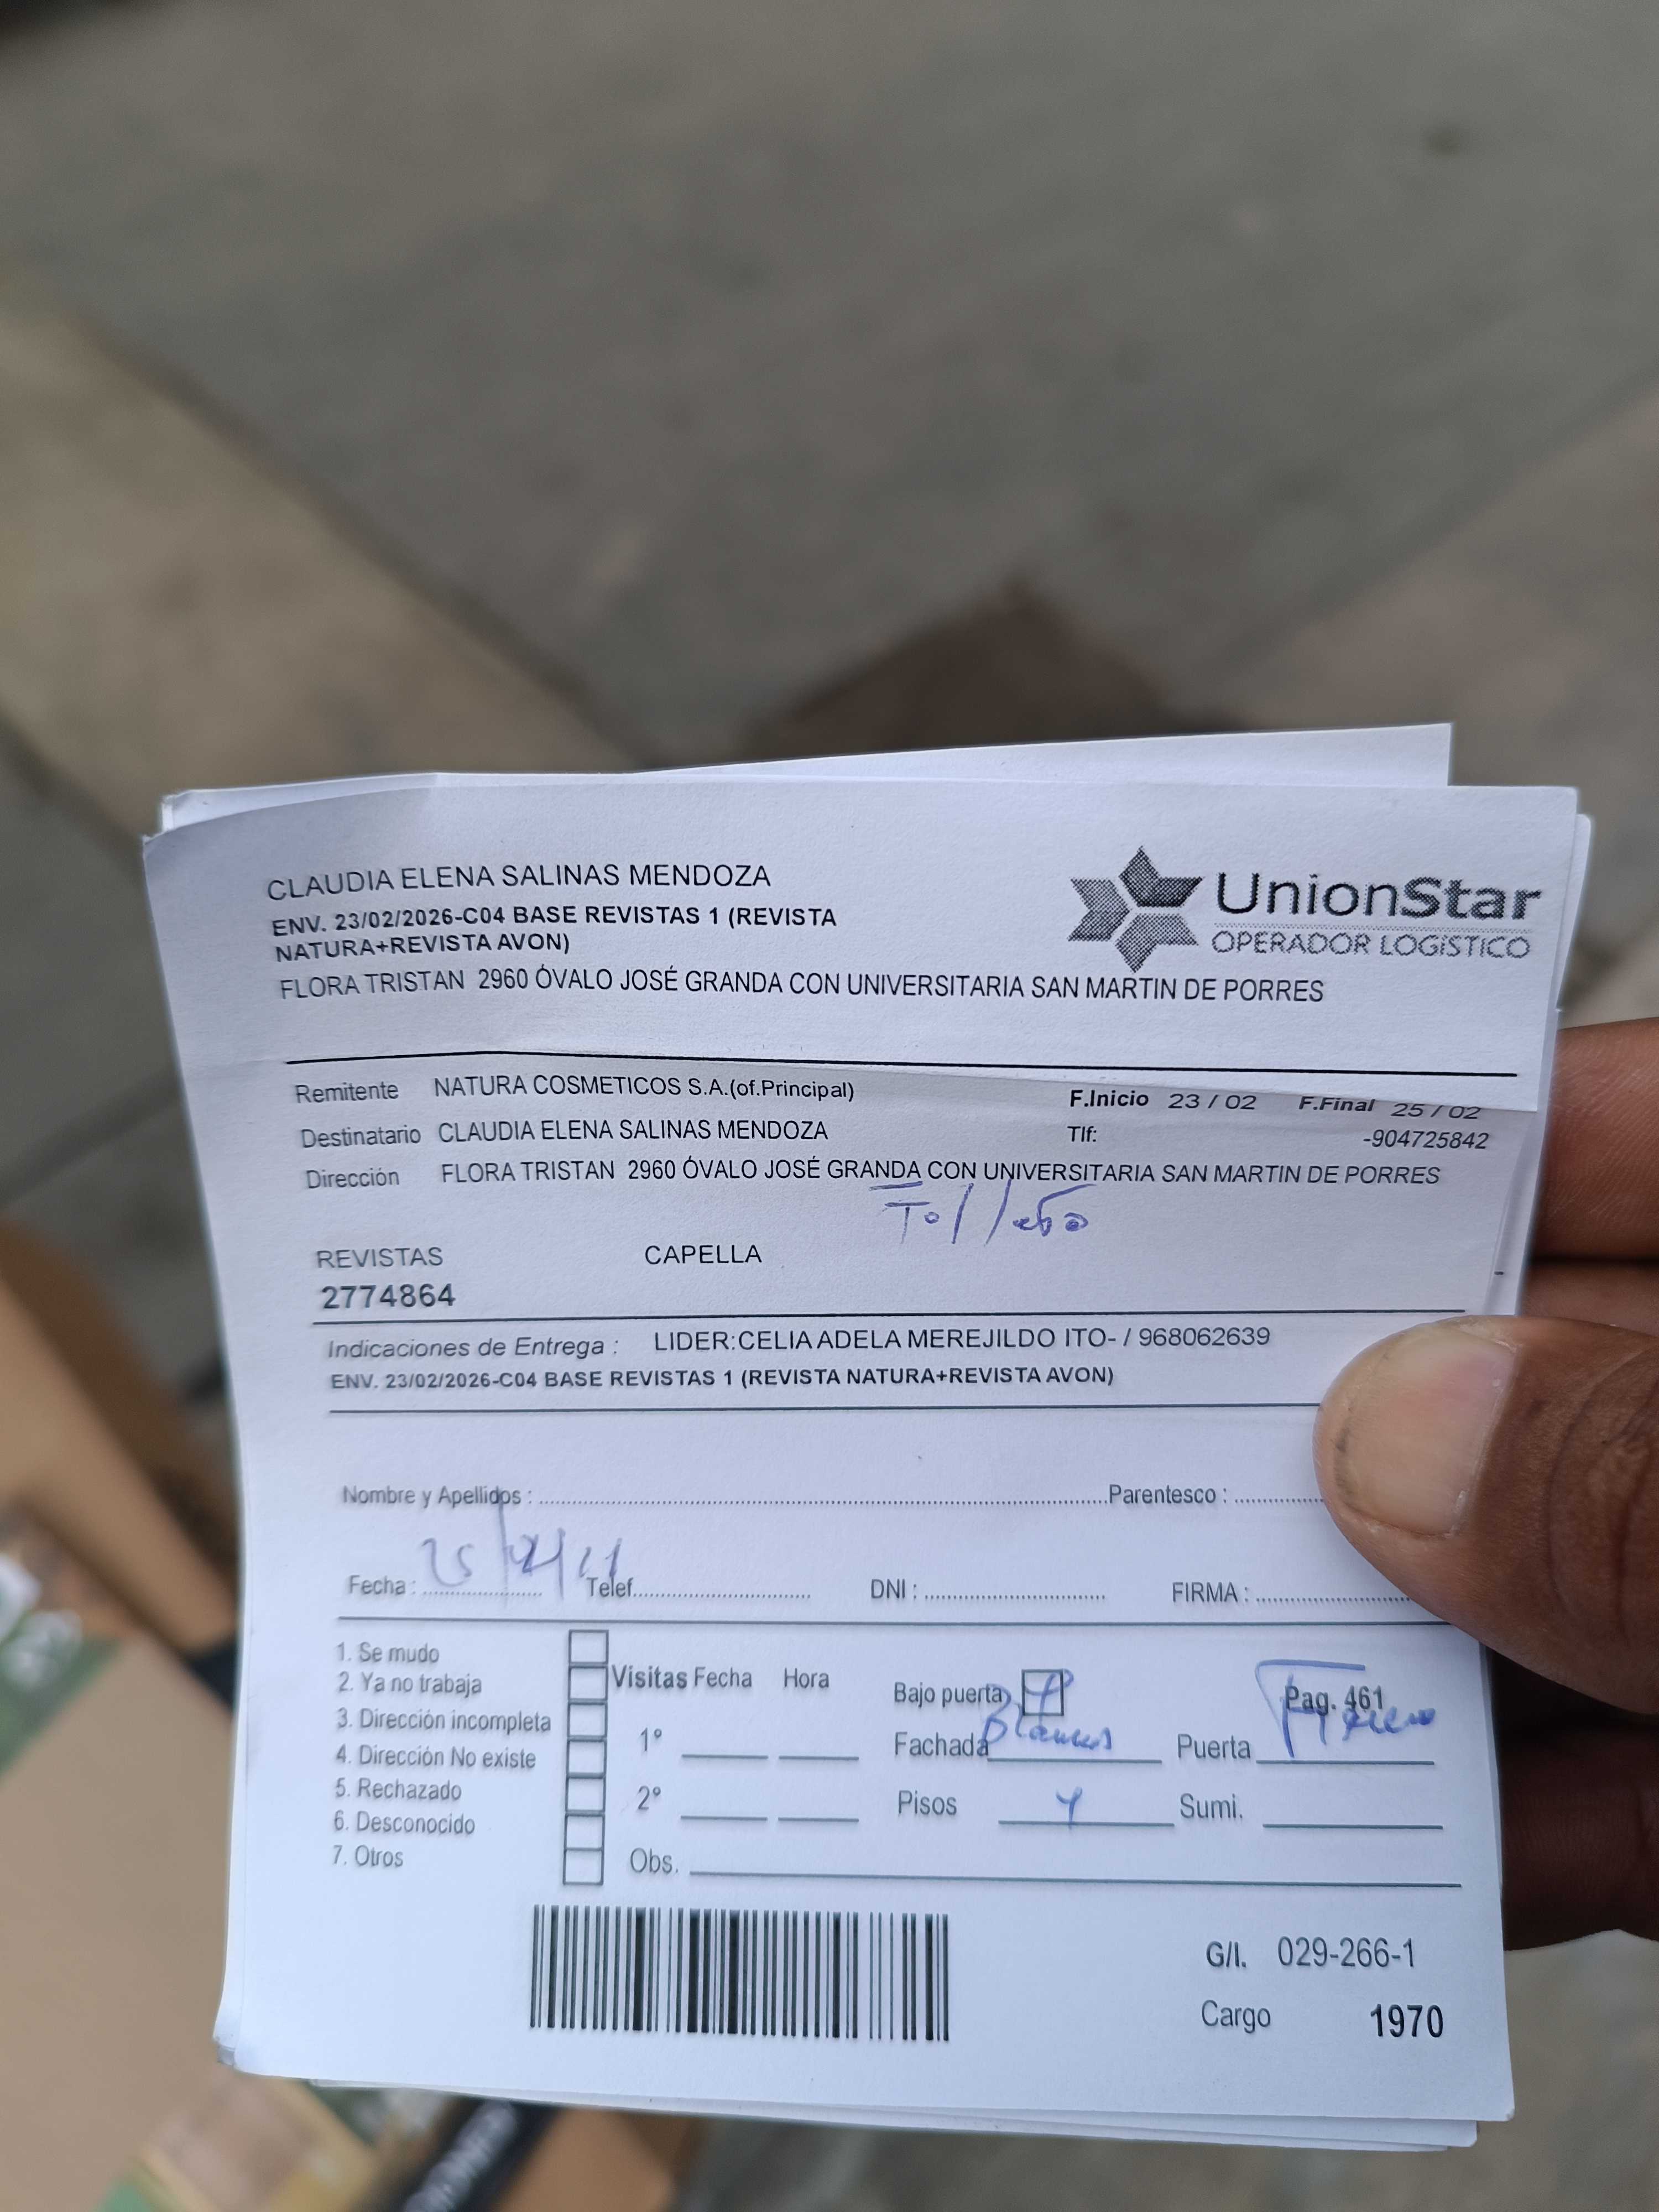 CLAUDIA ELENA SALINAS MENDOZA
ENV. 23/02/2026-C04 BASE REVISTAS 1 (REVISTA
NATURA+REVISTA AVON)
FLORA TRISTAN 2960 ÓVALO JOSÉ GRANDA CON UNIVERSITARIA SAN MARTIN DE PORRES
UnionStar
OPERADOR LOGíSTICO
Remitente NATURA COSMETICOS S.A.(of.Principal) F.Inicio 23 / 02 F.Final 25 / 02
Destinatario CLAUDIA ELENA SALINAS MENDOZA Tlf: -904725842
Dirección FLORA TRISTAN 2960 ÓVALO JOSÉ GRANDA CON UNIVERSITARIA SAN MARTIN DE PORRES
REVISTAS CAPELLA
2774864
Indicaciones de Entrega : LIDER:CELIA ADELA MEREJILDO ITO- / 968062639
ENV. 23/02/2026-C04 BASE REVISTAS 1 (REVISTA NATURA+REVISTA AVON)
Nombre y Apellidos : Parentesco :
Fecha : Telef. DNI : FIRMA :
1. Se mudo
2. Ya no trabaja
3. Dirección incompleta
4. Dirección No existe
5. Rechazado
6. Desconocido
7. Otros
Visitas Fecha Hora
1°
2°
Obs.
Bajo puerta Pag. 461
Fachada Puerta
Pisos 4 Sumi.
G/I. 029-266-1
Cargo 1970